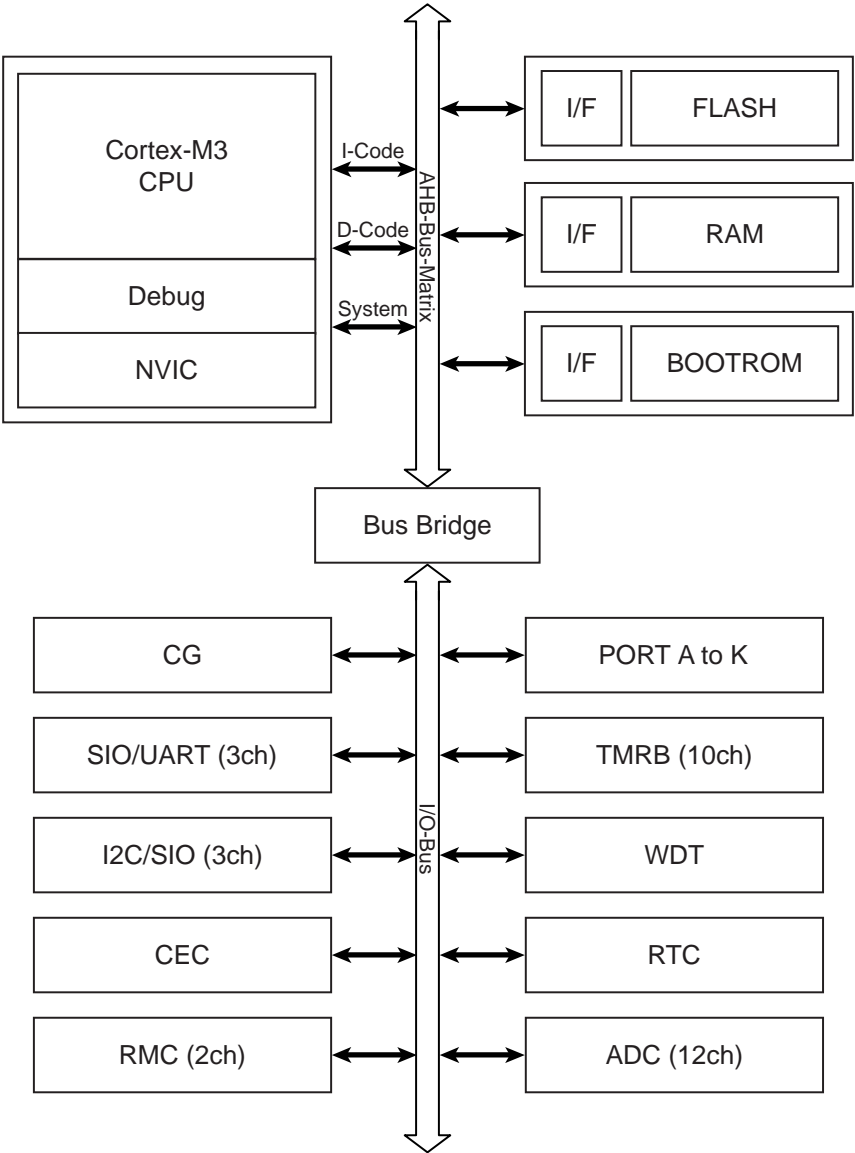 Cortex-M3
CPU
Debug
NVIC
I-Code
D-Code
System
AHB-Bus-Matrix
I/F
FLASH
I/F
RAM
I/F
BOOTROM
Bus Bridge
I/O-Bus
CG
PORT A to K
SIO/UART (3ch)
TMRB (10ch)
I2C/SIO (3ch)
WDT
CEC
RTC
RMC (2ch)
ADC (12ch)